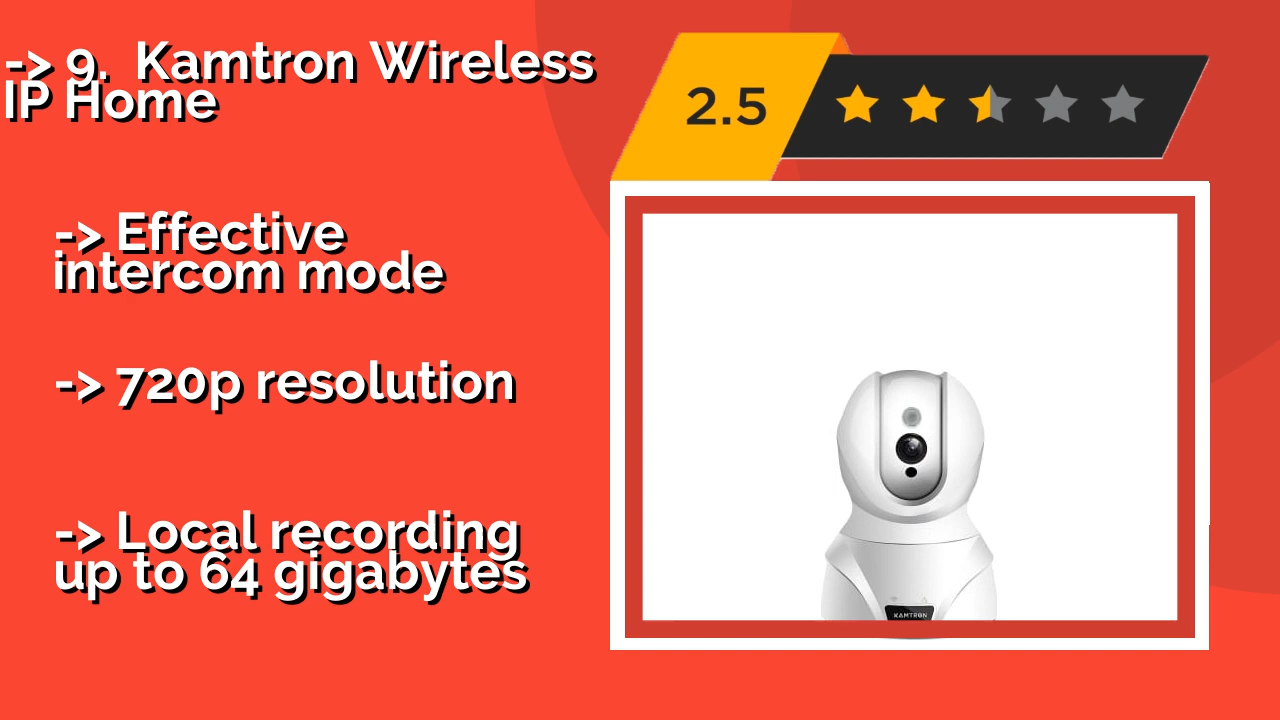 -> 9. Kamtron Wireless
IP Home
2.5
-> Effective
intercom mode
-> 720p resolution
-> Local recording
up to 64 gigabytes
KAMTRON